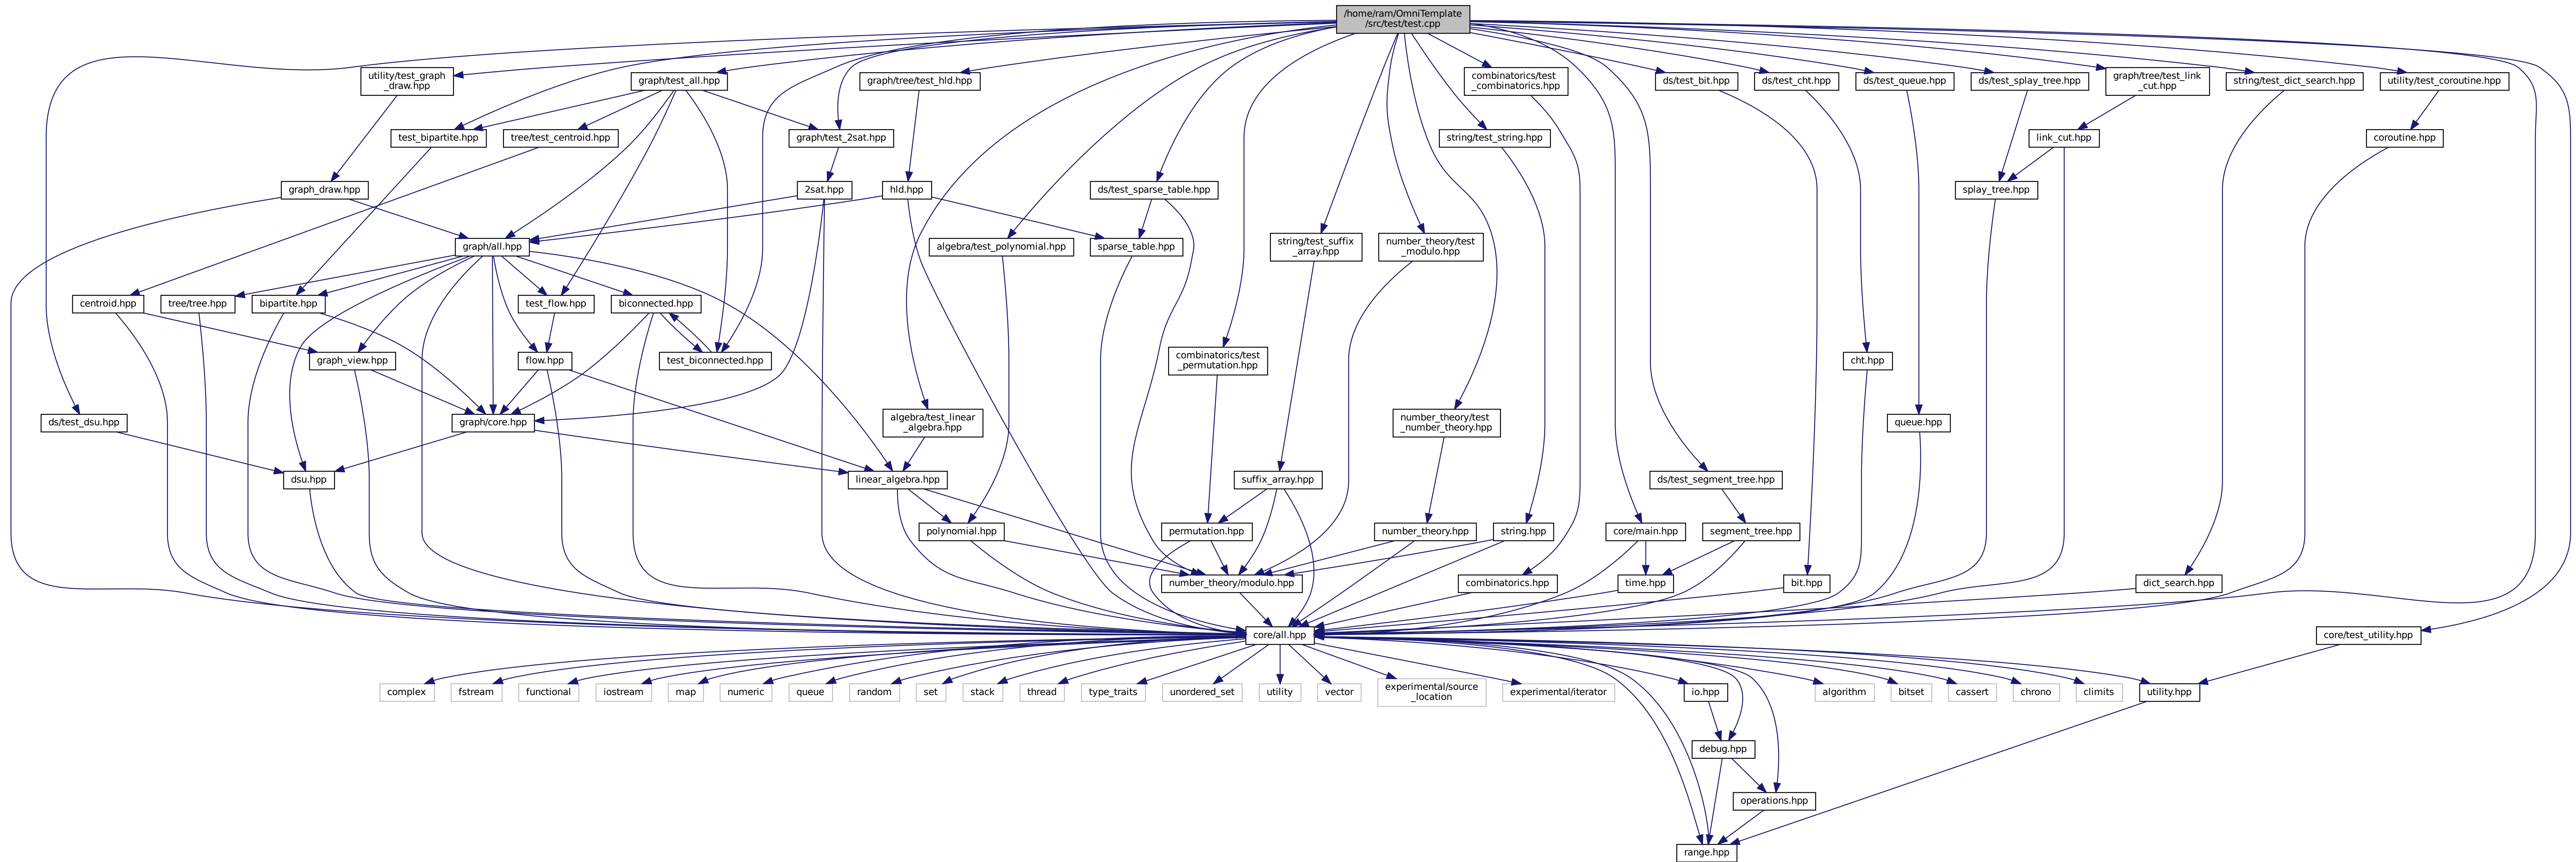 /home/ram/OmniTemplate
/src/test/test.cpp
utility/test_graph
_draw.hpp
graph/test_all.hpp
graph/tree/test_hld.hpp
combinatorics/test
_combinatorics.hpp
ds/test_bit.hpp
ds/test_cht.hpp
ds/test_queue.hpp
ds/test_splay_tree.hpp
graph/tree/test_link
_cut.hpp
string/test_dict_search.hpp
utility/test_coroutine.hpp
test_bipartite.hpp
tree/test_centroid.hpp
graph/test_2sat.hpp
string/test_string.hpp
link_cut.hpp
coroutine.hpp
graph_draw.hpp
2sat.hpp
hld.hpp
ds/test_sparse_table.hpp
splay_tree.hpp
graph/all.hpp
algebra/test_polynomial.hpp
sparse_table.hpp
string/test_suffix
_array.hpp
number_theory/test
_modulo.hpp
centroid.hpp
tree/tree.hpp
bipartite.hpp
test_flow.hpp
biconnected.hpp
graph_view.hpp
flow.hpp
test_biconnected.hpp
combinatorics/test
_permutation.hpp
cht.hpp
ds/test_dsu.hpp
graph/core.hpp
algebra/test_linear
_algebra.hpp
number_theory/test
_number_theory.hpp
queue.hpp
dsu.hpp
linear_algebra.hpp
suffix_array.hpp
ds/test_segment_tree.hpp
polynomial.hpp
permutation.hpp
number_theory.hpp
string.hpp
core/main.hpp
segment_tree.hpp
number_theory/modulo.hpp
combinatorics.hpp
time.hpp
bit.hpp
dict_search.hpp
core/all.hpp
core/test_utility.hpp
complex
fstream
functional
iostream
map
numeric
queue
random
set
stack
thread
type_traits
unordered_set
utility
vector
experimental/source
_location
experimental/iterator
io.hpp
algorithm
bitset
cassert
chrono
climits
utility.hpp
debug.hpp
operations.hpp
range.hpp